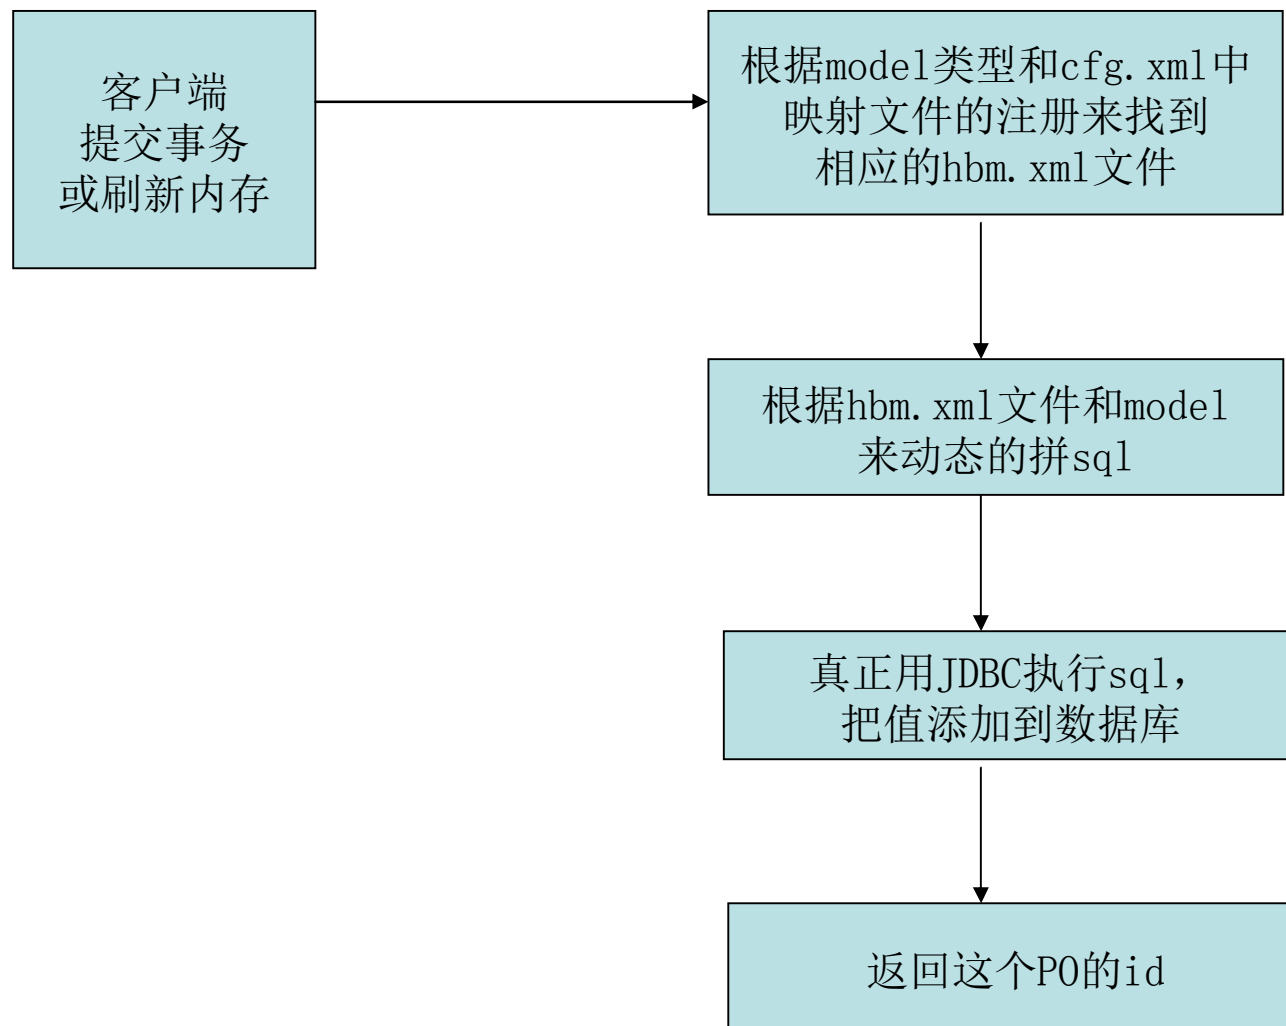 客户端
提交事务
或刷新内存
根据model类型和cfg.xml中
映射文件的注册来找到
相应的hbm.xml文件
根据hbm.xml文件和model
来动态的拼sql
真正用JDBC执行sql，
把值添加到数据库
返回这个PO的id